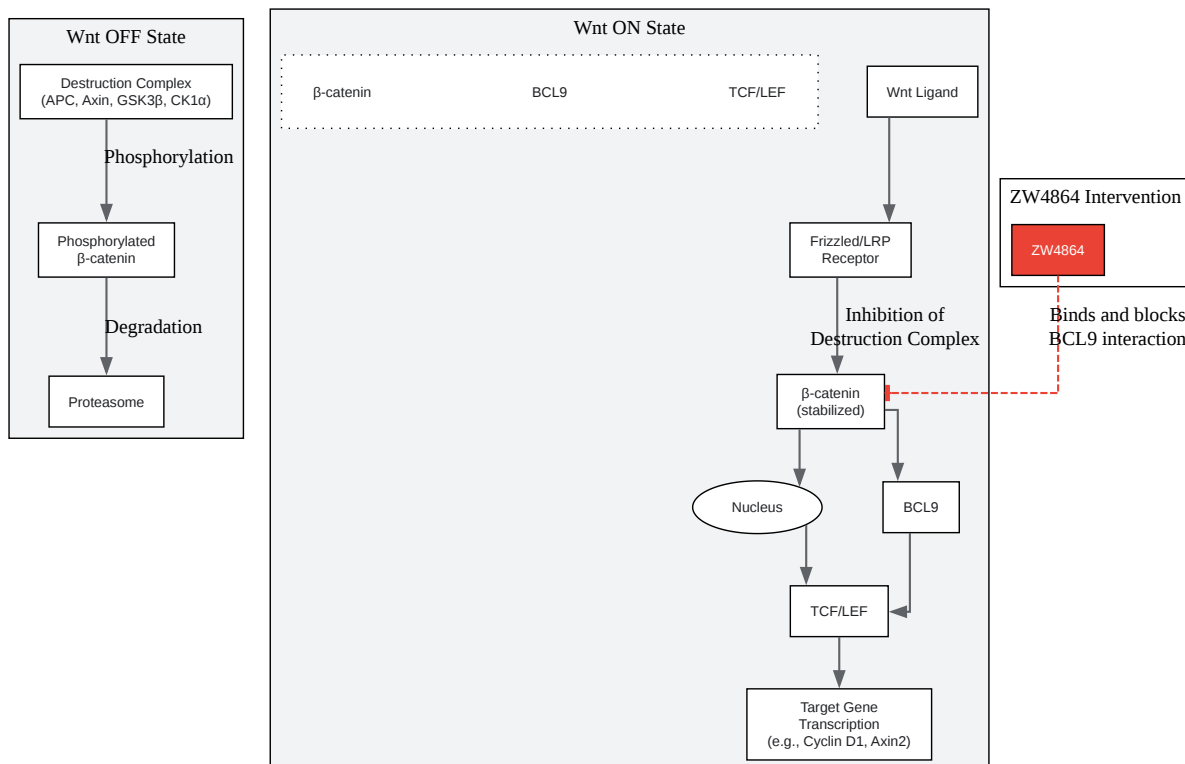 Wnt OFF State
Destruction Complex
(APC, Axin, GSK3β, CK1α)
Phosphorylation
Phosphorylated
β-catenin
Degradation
Proteasome
Wnt ON State
β-catenin
BCL9
TCF/LEF
Wnt Ligand
Frizzled/LRP
Receptor
Inhibition of
Destruction Complex
β-catenin
(stabilized)
Nucleus
BCL9
TCF/LEF
Target Gene
Transcription
(e.g., Cyclin D1, Axin2)
ZW4864 Intervention
ZW4864
Binds and blocks
BCL9 interaction